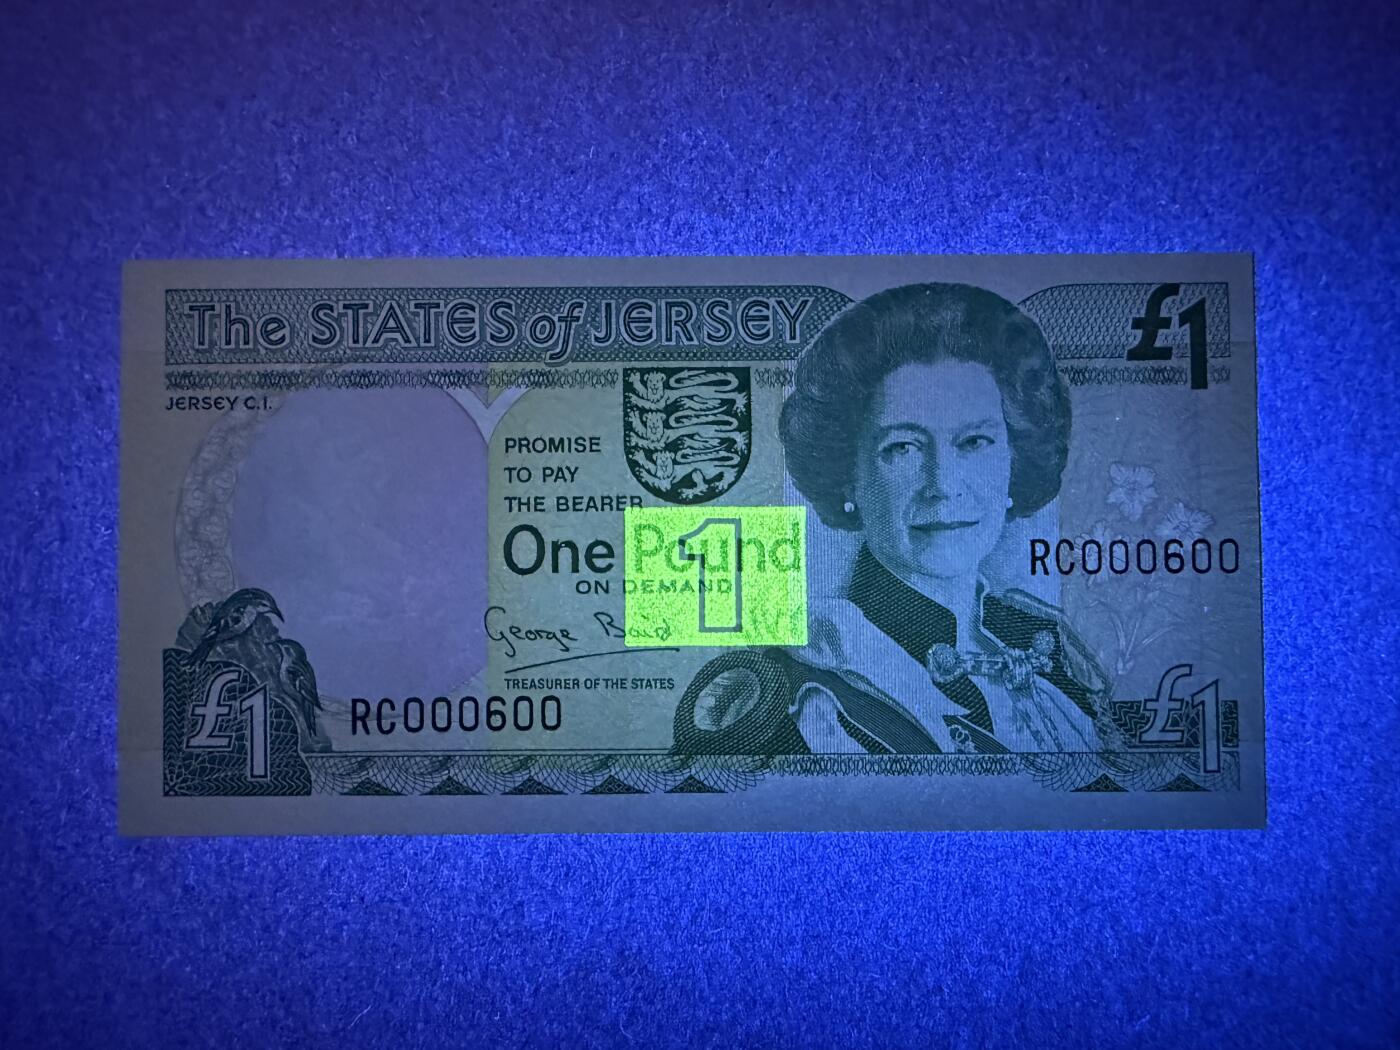 The STATES of JERSEY
£1
JERSEY C.I.
PROMISE
TO PAY
THE BEARER
One Pound
1
ON DEMAND
George Baird
TREASURER OF THE STATES
RC000600
RC000600
£1
£1